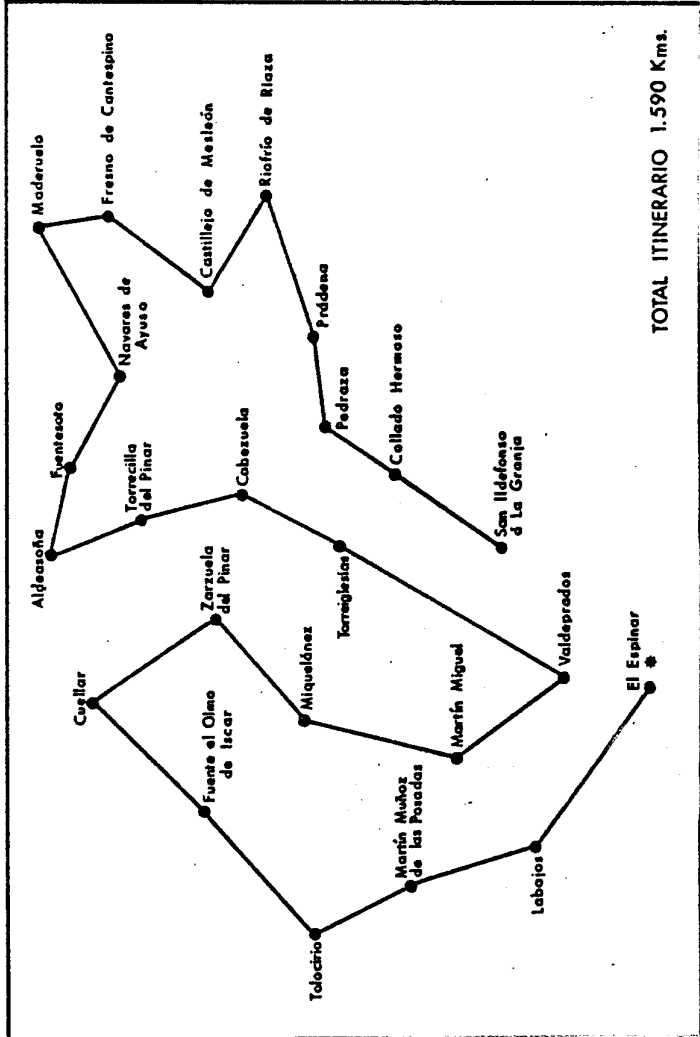 Maderuelo
Fresno de Cantespino
Castillejo de Mesleón
Riofrío de Riaza
Navares de
Ayuso
Prádena
Fuentesoto
Pedraza
Aldeasoña
Torrecilla
del Pinar
Cabezuela
Collado Hermoso
Torreiglesias
San Ildefonso
ó La Granja
Cuellar
Zarzuela
del Pinar
Fuente el Olmo
de Iscar
Miguelánez
Martín Miguel
Valdeprados
Martín Muñoz
de las Posadas
El Espinar
*
Tolocirio
Labajos
TOTAL ITINERARIO 1.590 Kms.